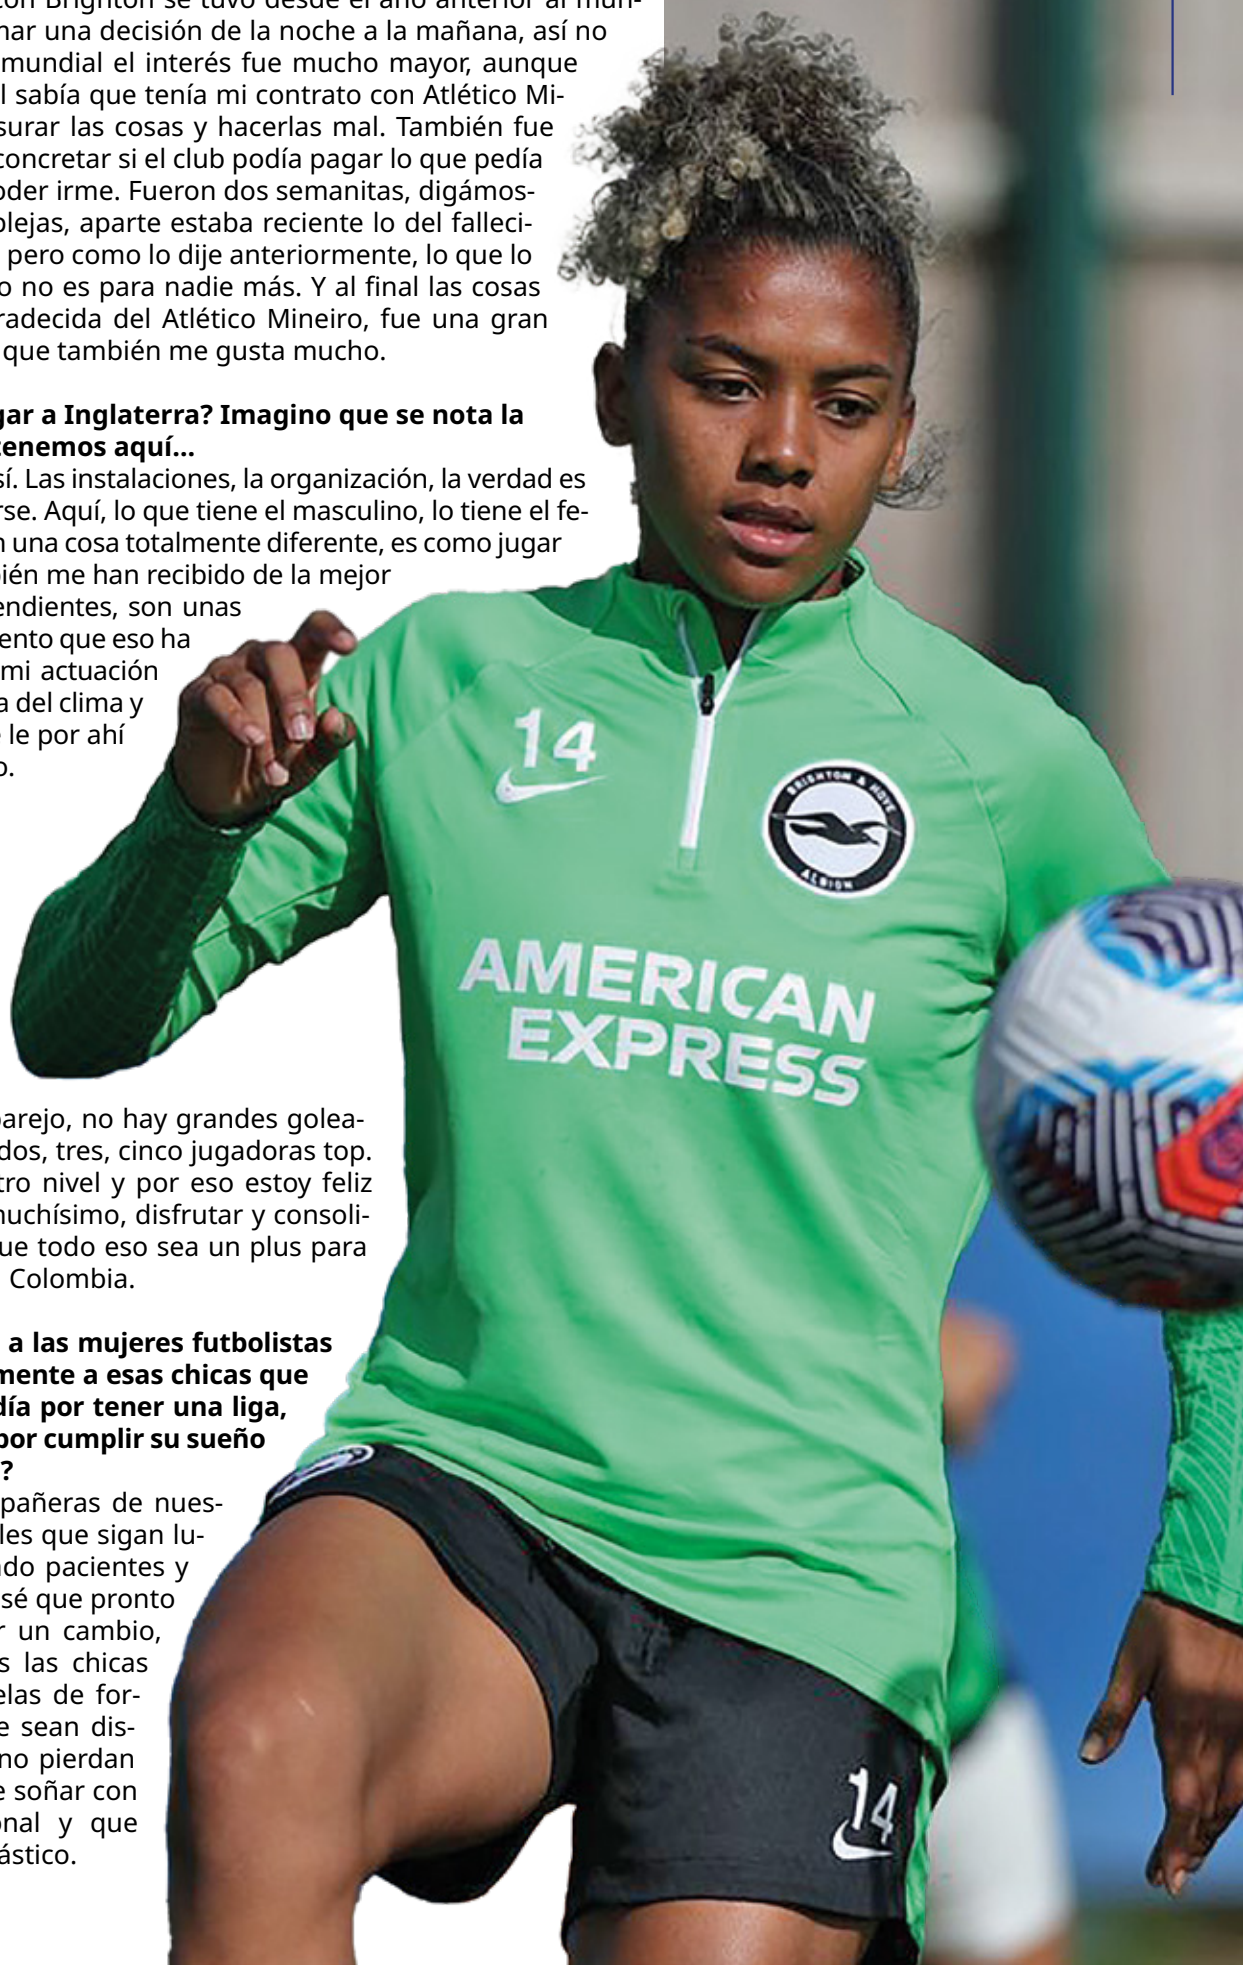 con Brighton se tuvo desde el año anterior al mun-
mar una decisión de la noche a la mañana, así no
mundial el interés fue mucho mayor, aunque
l sabía que tenía mi contrato con Atlético Mi-
surar las cosas y hacerlas mal. También fue
concretar si el club podía pagar lo que pedía
oder irme. Fueron dos semanitas, digámos-
plejas, aparte estaba reciente lo del falleci-
pero como lo dije anteriormente, lo que lo
o no es para nadie más. Y al final las cosas
radecida del Atlético Mineiro, fue una gran
que también me gusta mucho.
gar a Inglaterra? Imagino que se nota la
tenemos aquí...
sí. Las instalaciones, la organización, la verdad es
rse. Aquí, lo que tiene el masculino, lo tiene el fe-
n una cosa totalmente diferente, es como jugar
bién me han recibido de la mejor
endientes, son unas
ento que eso ha
mi actuación
a del clima y
e le por ahí
o.
parejo, no hay grandes golea-
dos, tres, cinco jugadoras top.
tro nivel y por eso estoy feliz
muchísimo, disfrutar y consoli-
que todo eso sea un plus para
Colombia.
a las mujeres futbolistas
mente a esas chicas que
día por tener una liga,
por cumplir su sueño
?
pañeras de nues-
les que sigan lu-
ndo pacientes y
sé que pronto
r un cambio,
s las chicas
elas de for-
e sean dis-
no pierdan
e soñar con
onal y que
ástico.
14
BRIGHTON & HOVE
ALBION
AMERICAN
EXPRESS
14